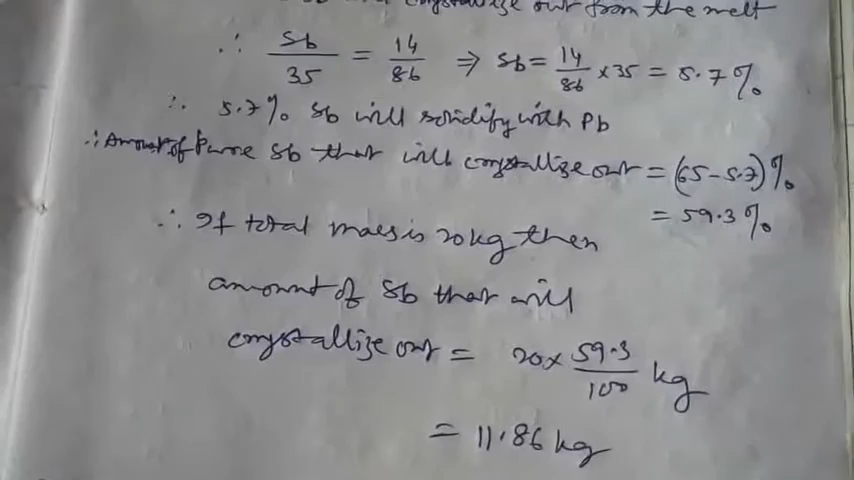 crystallize out from the melt
∴ Sb/35 = 14/86 ⇒ Sb = 14/86 × 35 = 5.7%
∴ 5.7% Sb will solidify with Pb
∴ Amount of Pure Sb that will crystallize out = (65-5.7)%
= 59.3%
∴ If total mass is 20 kg then
amount of Sb that will
crystallize out = 20 × 59.3/100 kg
= 11.86 kg